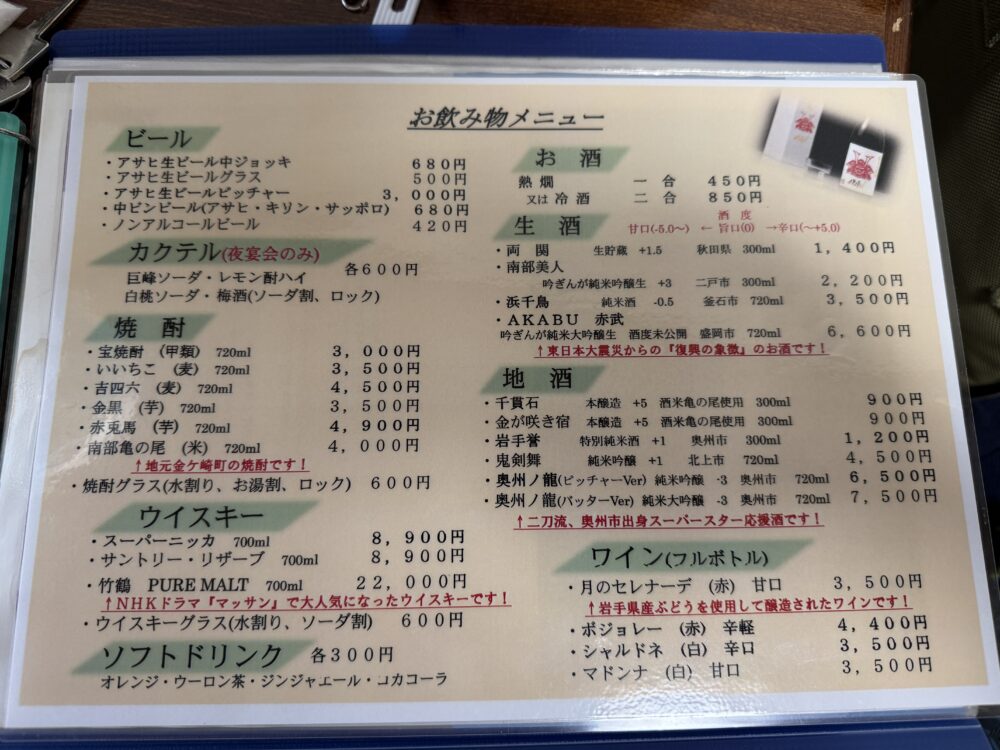 お飲み物メニュー
ビール
・アサヒ生ビール中ジョッキ 680円
・アサヒ生ビールグラス 500円
・アサヒ生ビールピッチャー 3,000円
・中ビンビール(アサヒ・キリン・サッポロ) 680円
・ノンアルコールビール 420円
カクテル(夜宴会のみ)
巨峰ソーダ・レモン酎ハイ 各600円
白桃ソーダ・梅酒(ソーダ割、ロック)
焼 酎
・宝焼酎 (甲類) 720ml 3,000円
・いいちこ (麦) 720ml 3,500円
・吉四六 (麦) 720ml 4,500円
・金黒 (芋) 720ml 3,500円
・赤兎馬 (芋) 720ml 4,900円
・南部亀の尾 (米) 720ml 4,000円
↑地元金ケ崎町の焼酎です!
・焼酎グラス(水割り、お湯割、ロック) 600円
ウイスキー
・スーパーニッカ 700ml 8,900円
・サントリー・リザーブ 700ml 8,900円
・竹鶴 PURE MALT 700ml 22,000円
↑NHKドラマ『マッサン』で大人気になったウイスキーです!
・ウイスキーグラス(水割り、ソーダ割) 600円
ソフトドリンク 各300円
オレンジ・ウーロン茶・ジンジャエール・コカコーラ
お 酒
熱 燗 一 合 450円
又は 冷 酒 二 合 850円
生 酒
酒 度
甘口(-5.0~) ← 旨口(0) →辛口(~+5.0)
・両 関 生貯蔵 +1.5 秋田県 300ml 1,400円
・南部美人
吟ぎんが純米吟醸生 +3 二戸市 300ml 2,200円
・浜千鳥 純米酒 -0.5 釜石市 720ml 3,500円
・AKABU 赤武
吟ぎんが純米大吟醸生 酒度未公開 盛岡市 720ml 6,600円
↑東日本大震災からの『復興の象徴』のお酒です!
地 酒
・千貫石 本醸造 +5 酒米亀の尾使用 300ml 900円
・金が咲き宿 本醸造 +5 酒米亀の尾使用 300ml 900円
・岩手誉 特別純米酒 +1 奥州市 300ml 1,200円
・鬼剣舞 純米吟醸 +1 北上市 720ml 4,500円
・奥州ノ龍(ピッチャーVer) 純米吟醸 -3 奥州市 720ml 6,500円
・奥州ノ龍(バッターVer) 純米大吟醸 -3 奥州市 720ml 7,500円
↑二刀流、奥州市出身スーパースター応援酒です!
ワイン(フルボトル)
・月のセレナーデ (赤) 甘口 3,500円
↑岩手県産ぶどうを使用して醸造されたワインです!
・ボジョレー (赤) 辛軽 4,400円
・シャルドネ (白) 辛口 3,500円
・マドンナ (白) 甘口 3,500円